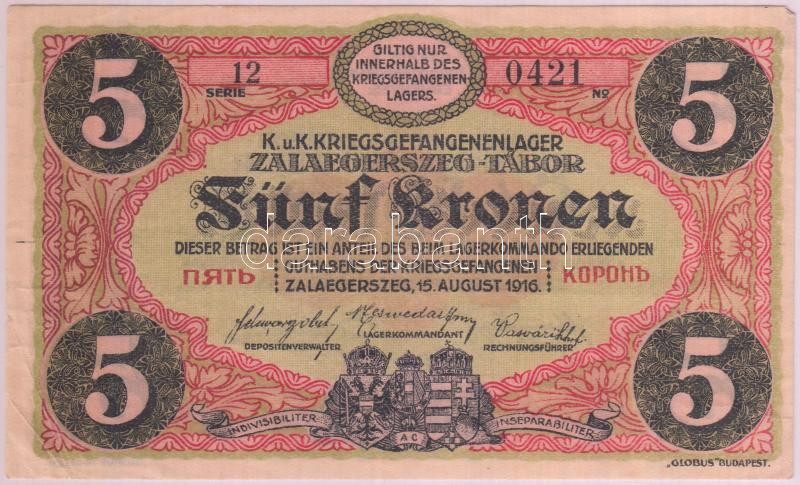 5
12
SERIE
GILTIG NUR
INNERHALB DES
KRIEGSGEFANGENEN-
LAGERS.
0421
No
5
K.u.K.KRIEGSGEFANGENENLAGER
ZALAEGERSZEG-TÁBOR
Fünf Kronen
darabanth
DIESER BETRAG IST EIN ANTEIL DES BEIM LAGERKOMMANDO ERLIEGENDEN
ПЯТЬ GUTHABENS DER KRIEGSGEFANGENEN КОРОНЪ
ZALAEGERSZEG, 15. AUGUST 1916.
DEPOSITENVERWALTER
LAGERKOMMANDANT
RECHNUNGSFÜHRER
5
INDIVISIBILITER
AC
INSEPARABILITER
5
„GLOBUS" BUDAPEST.